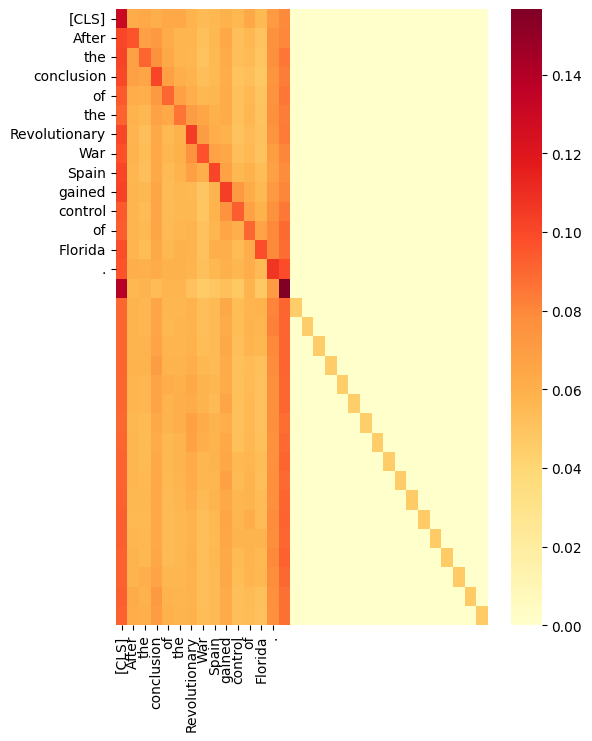 [CLS]
After
the
conclusion
of
the
Revolutionary
War
Spain
gained
control
of
Florida
.
0.14
0.12
0.10
0.08
0.06
0.04
0.02
0.00
[CLS]
After
the
conclusion
of
the
Revolutionary
War
Spain
gained
control
of
Florida
.